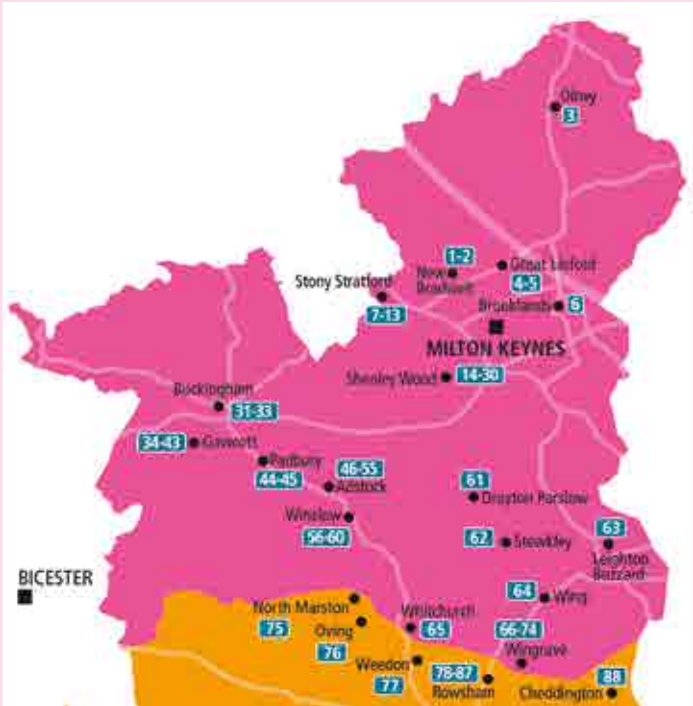 Olney
3
1-2
New
Bradwell
Great Linford
4-5
Stony Stratford
7-13
Brooklands
6
MILTON KEYNES
Shenley Wood
14-30
Buckingham
31-33
34-43
Gawcott
Padbury
44-45
46-55
Adstock
61
Drayton Parslow
Winslow
56-60
62
Stewkley
63
Leighton
Buzzard
BICESTER
64
Wing
North Marston
75
Oving
76
Whitchurch
65
66-74
Wingrave
Weedon
77
78-87
Rowsham
88
Cheddington